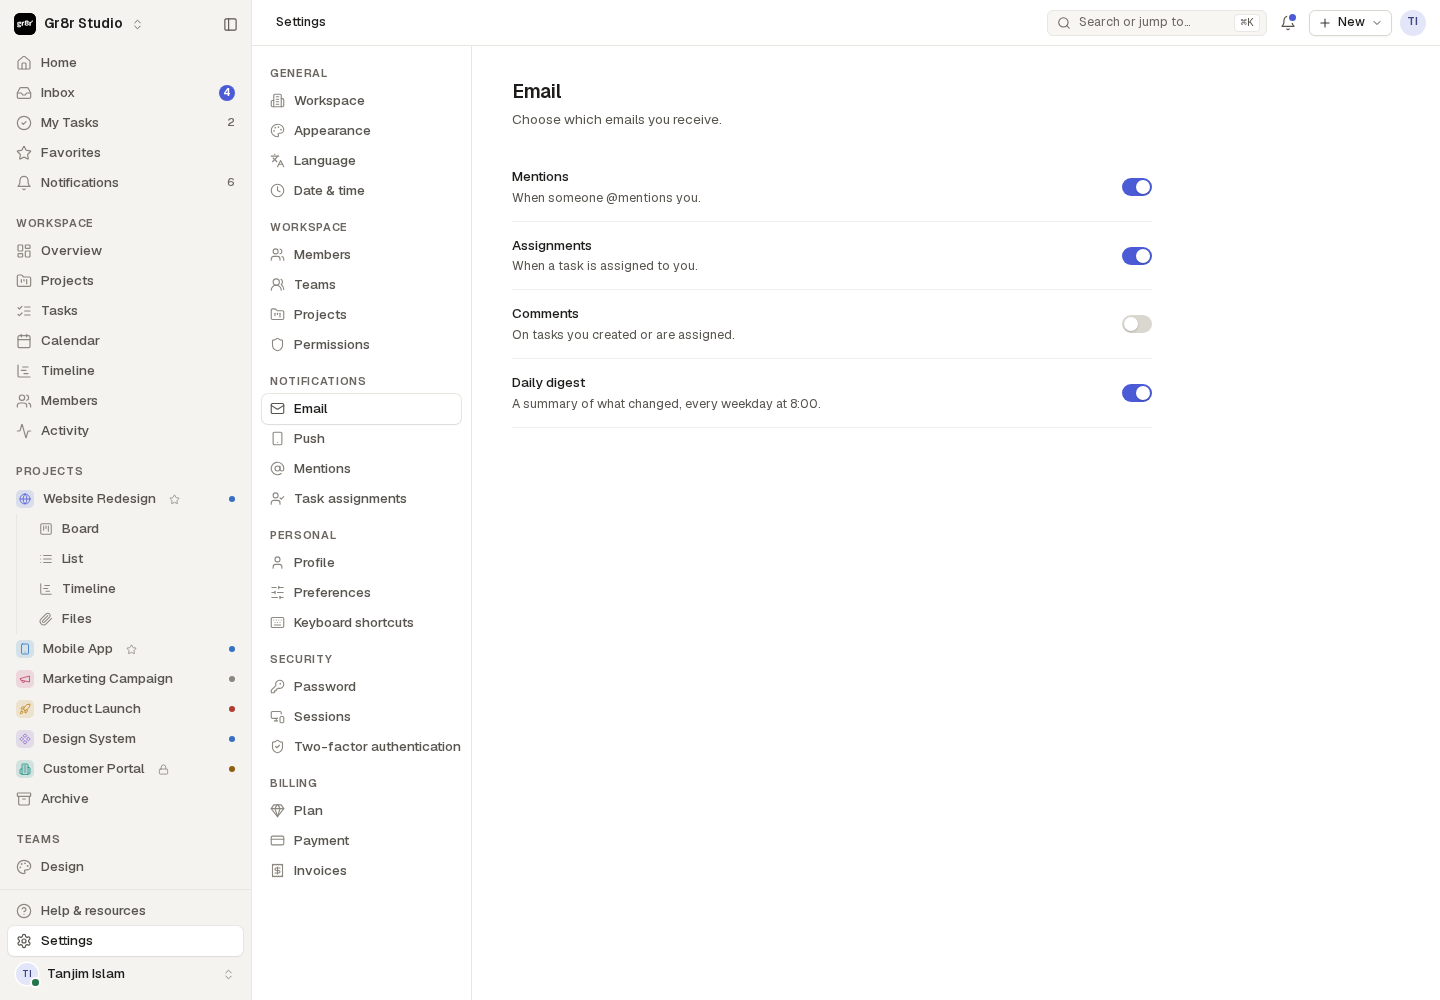 gr8r
Gr8r Studio
Home
Inbox 4
My Tasks 2
Favorites
Notifications 6
WORKSPACE
Overview
Projects
Tasks
Calendar
Timeline
Members
Activity
PROJECTS
Website Redesign
Board
List
Timeline
Files
Mobile App
Marketing Campaign
Product Launch
Design System
Customer Portal
Archive
TEAMS
Design
Help & resources
Settings
TI Tanjim Islam
Settings
Search or jump to... ⌘K
New
TI
GENERAL
Workspace
Appearance
Language
Date & time
WORKSPACE
Members
Teams
Projects
Permissions
NOTIFICATIONS
Email
Push
Mentions
Task assignments
PERSONAL
Profile
Preferences
Keyboard shortcuts
SECURITY
Password
Sessions
Two-factor authentication
BILLING
Plan
Payment
Invoices
Email
Choose which emails you receive.
Mentions
When someone @mentions you.
Assignments
When a task is assigned to you.
Comments
On tasks you created or are assigned.
Daily digest
A summary of what changed, every weekday at 8:00.